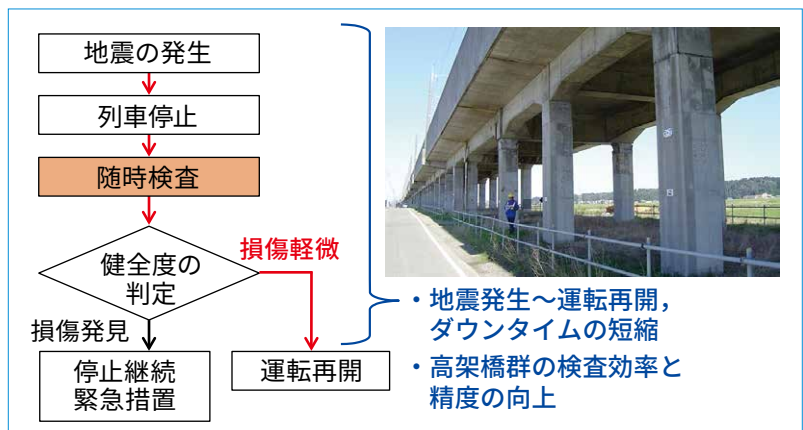 地震の発生
列車停止
随時検査
健全度の
判定
損傷軽微
損傷発見
停止継続
緊急措置
運転再開
・地震発生～運転再開，
ダウンタイムの短縮
・高架橋群の検査効率と
精度の向上